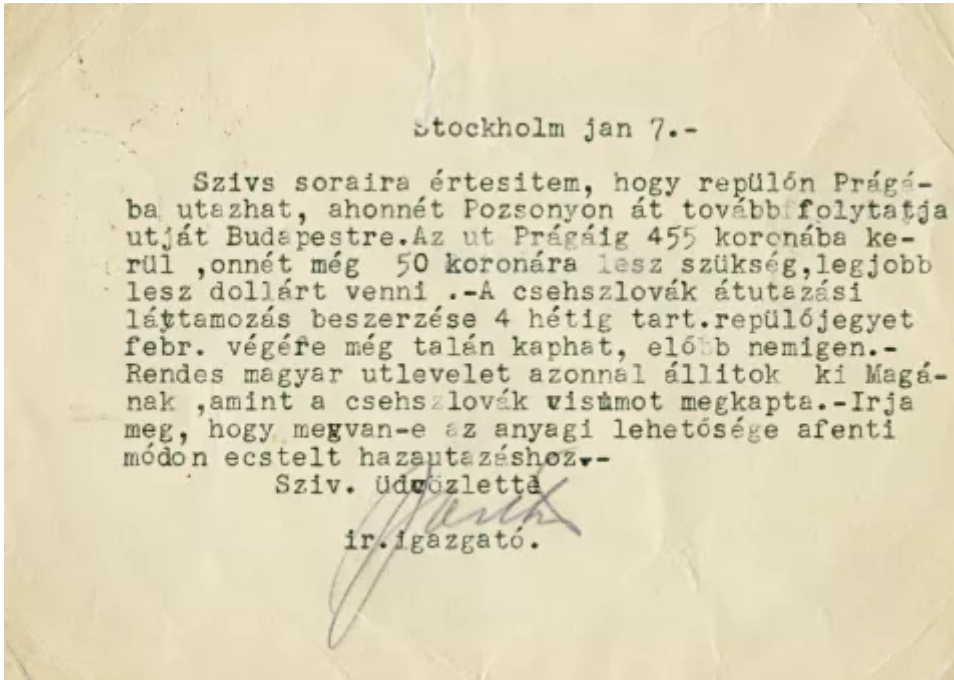 Stockholm jan 7.-
Szivs soraira értesitem, hogy repülőn Prágá-
ba utazhat, ahonnét Pozsonyon át tovább folytatja
utját Budapestre.Az ut Prágáig 455 koronába ke-
rül ,onnét még 50 koronára lesz szükség,legjobb
lesz dollárt venni .-A csehszlovák átutazási
láttamozás beszerzése 4 hétig tart.repülőjegyet
febr. végére még talán kaphat, előbb nemigen.-
Rendes magyar utlevelet azonnal állitok ki Magá-
nak ,amint a csehszlovák visumot megkapta.-Irja
meg, hogy megvan-e az anyagi lehetősége afenti
módon ecstelt hazautazáshoz.--
Sziv. üdvözlette
ir.igazgató.